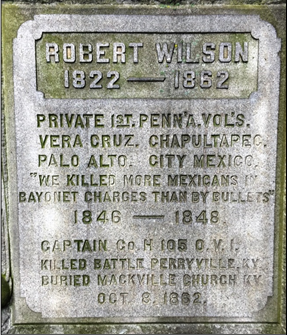 ROBERT WILSON
1822 — 1862
PRIVATE 1ST. PENN'A. VOL'S.
VERA CRUZ. CHAPULTAPEC.
PALO ALTO. CITY MEXICO.
"WE KILLED MORE MEXICANS IN
BAYONET CHARGES THAN BY BULLETS"
1846 — 1848.
CAPTAIN CO. H 105 O.V.I.
KILLED BATTLE PERRYVILLE, KY
BURIED MACKVILLE CHURCH KY
OCT. 8, 1862.